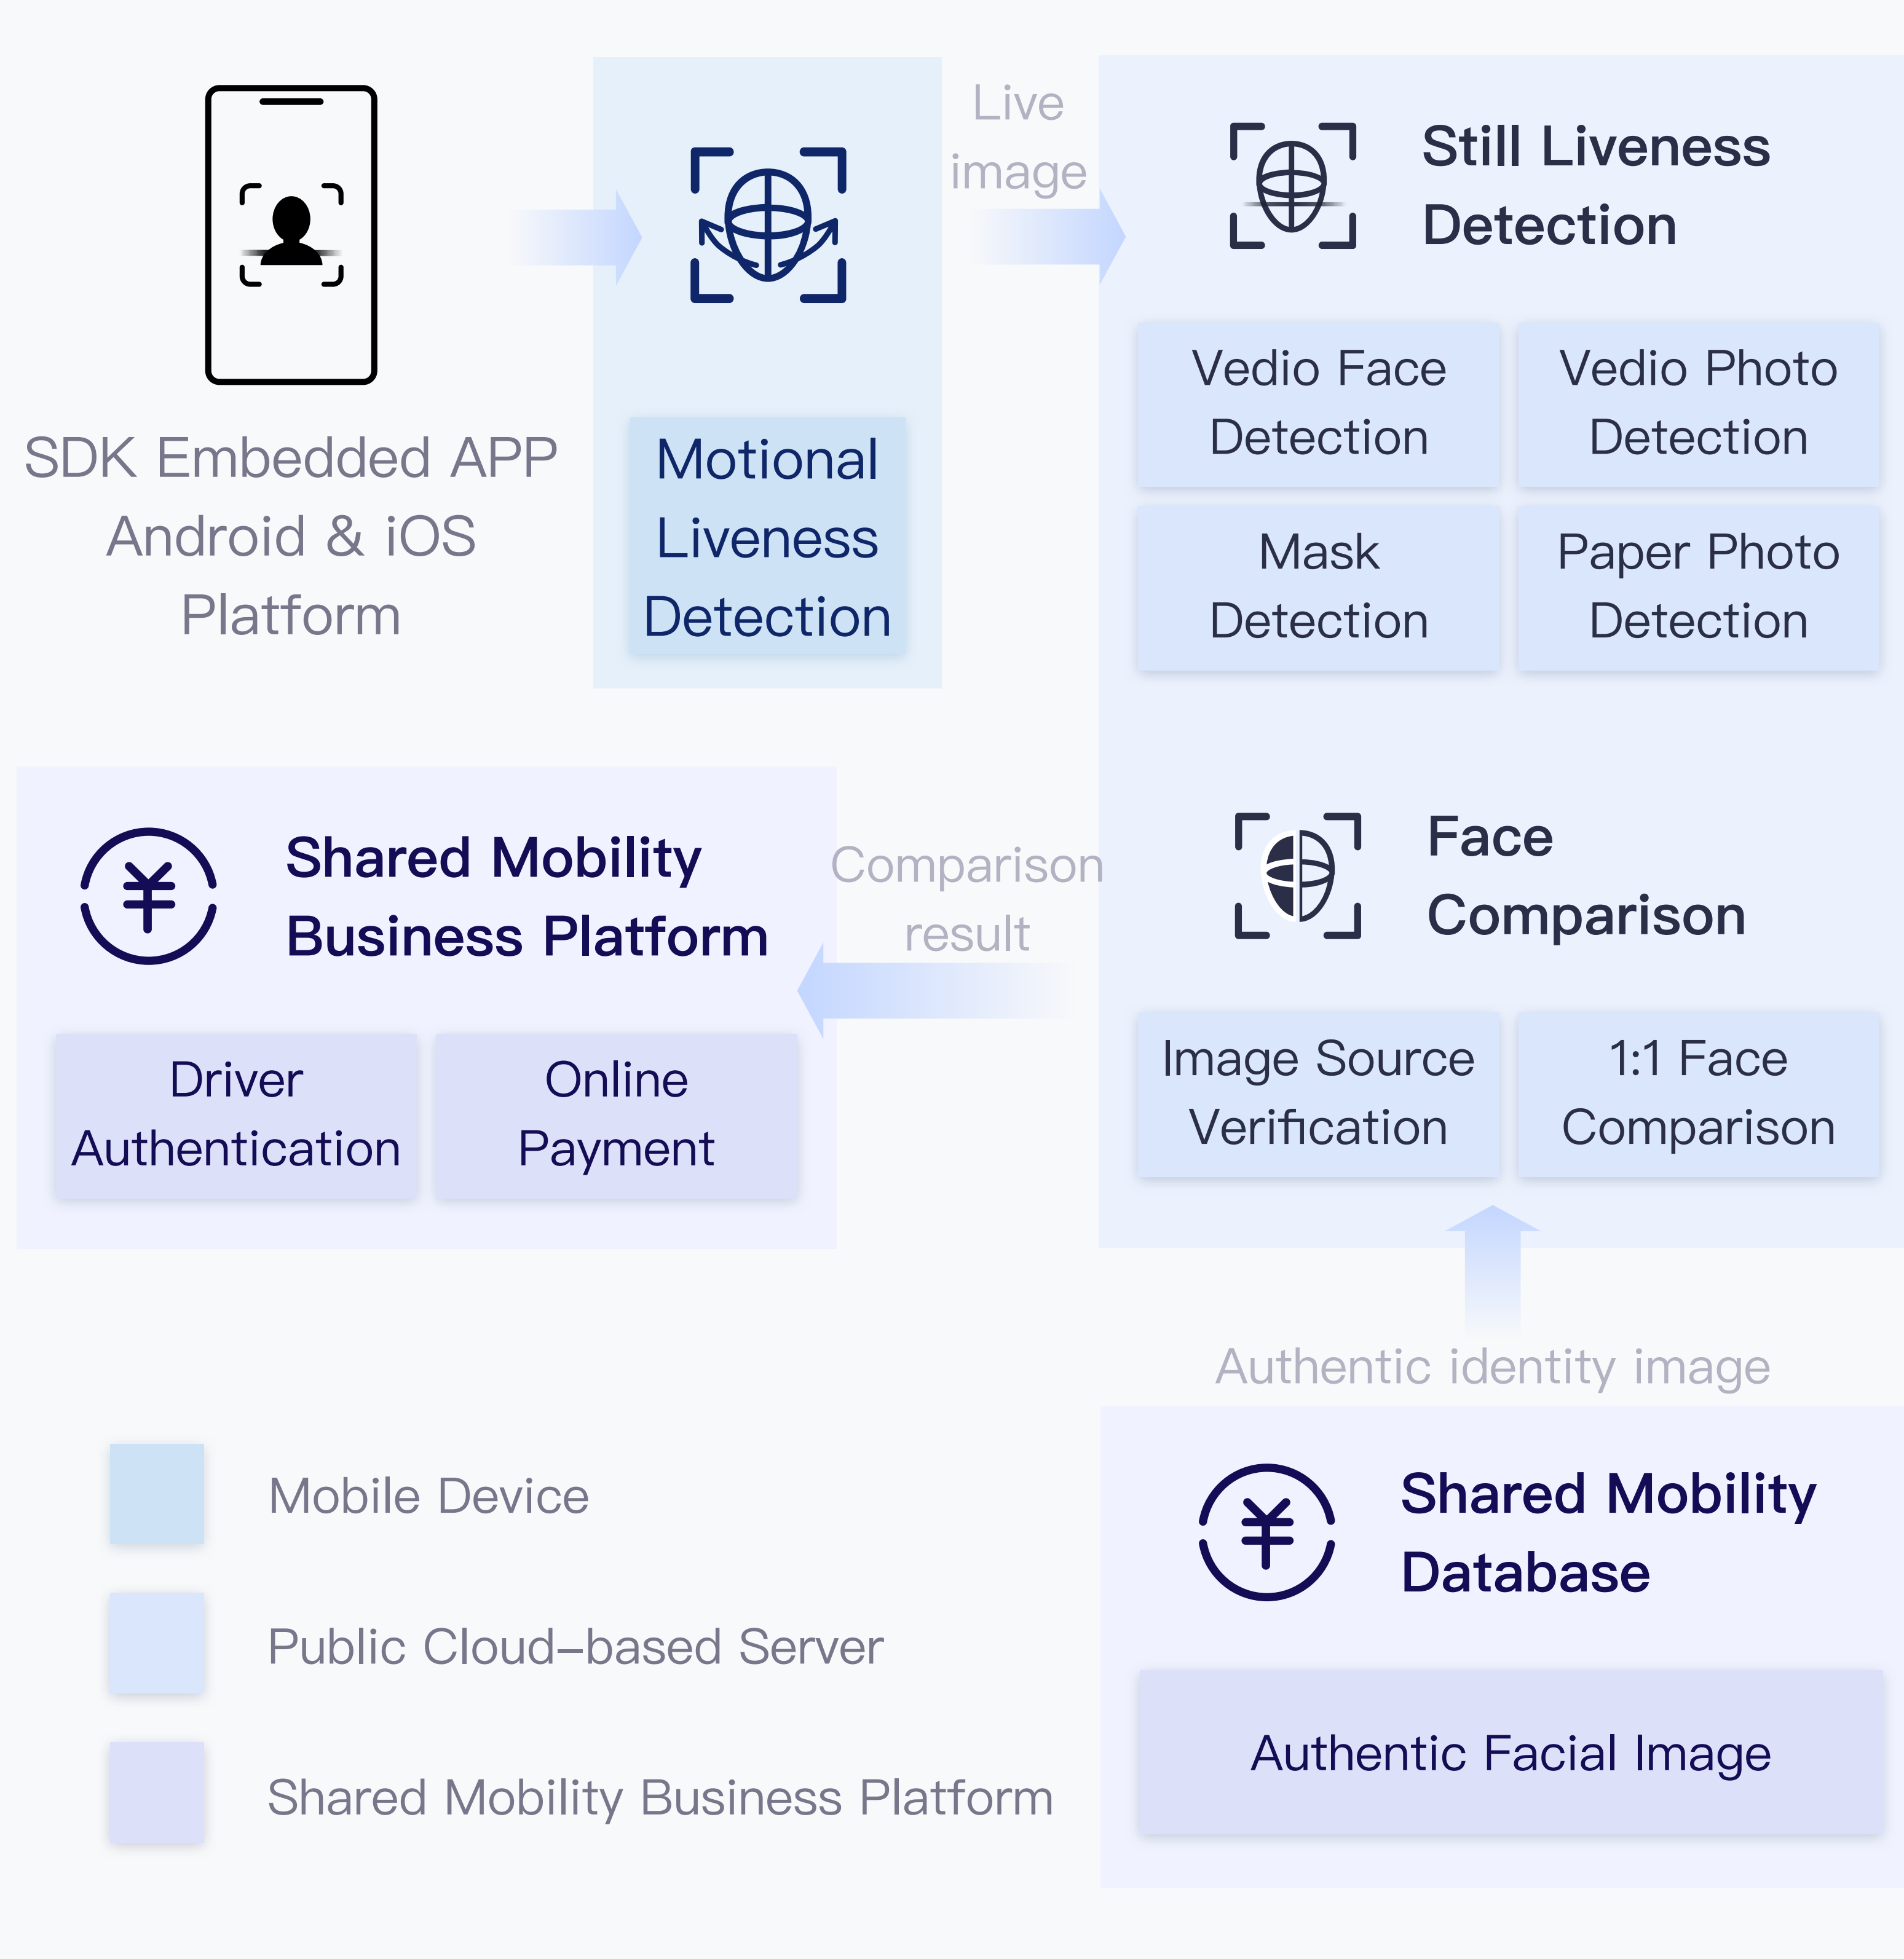 SDK Embedded APP
Android & iOS
Platform
Motional
Liveness
Detection
Live
image
Still Liveness
Detection
Vedio Face
Detection
Vedio Photo
Detection
Mask
Detection
Paper Photo
Detection
Face
Comparison
Image Source
Verification
1:1 Face
Comparison
Comparison
result
Shared Mobility
Business Platform
Driver
Authentication
Online
Payment
Authentic identity image
Shared Mobility
Database
Authentic Facial Image
Mobile Device
Public Cloud–based Server
Shared Mobility Business Platform